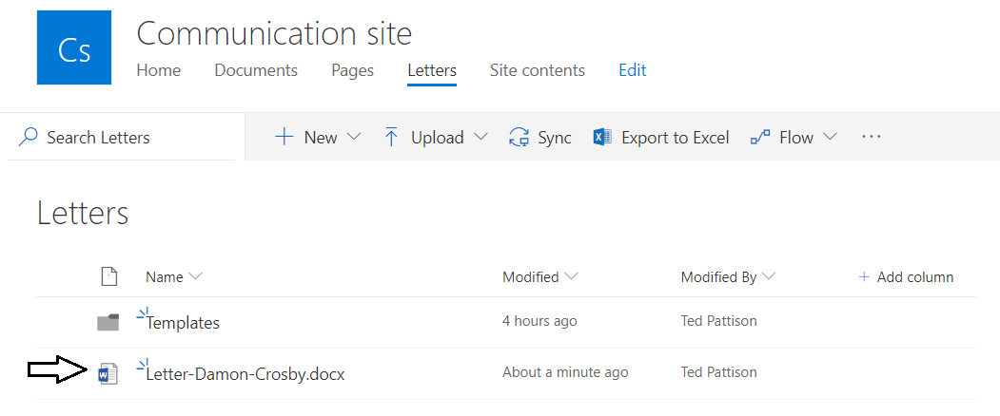 Cs
Communication site
Home Documents Pages Letters Site contents Edit
Search Letters New Upload Sync Export to Excel Flow ...
Letters
Name Modified Modified By + Add column
Templates 4 hours ago Ted Pattison
Letter-Damon-Crosby.docx About a minute ago Ted Pattison